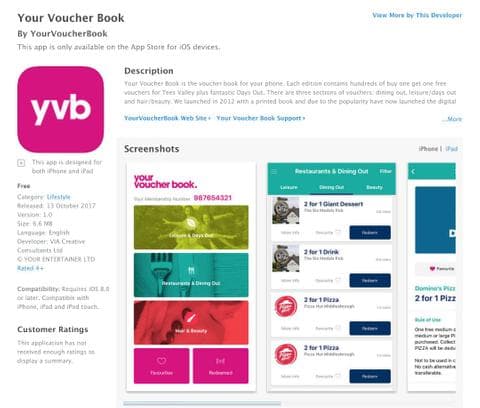 Your Voucher Book
View More by This Developer
By YourVoucherBook
This app is only available on the App Store for iOS devices.
yvb
+ This app is designed for
both iPhone and iPad
Free
Category: Lifestyle
Released: 13 October 2017
Version: 1.0
Size: 6.6 MB
Language: English
Developer: VIA Creative
Consultants Ltd
© YOUR ENTERTAINER LTD
Rated 4+
Compatibility: Requires iOS 8.0
or later. Compatible with
iPhone, iPad and iPod touch.
Customer Ratings
This application has not
received enough ratings to
display a summary.
Description
Your Voucher Book is the voucher book for your phone. Each edition contains hundreds of buy one get one free
vouchers for Tees Valley plus fantastic Days Out. There are three sections of vouchers: dining out, leisure/days out
and hair/beauty. We launched in 2012 with a printed book and due to the popularity have now launched the digital
YourVoucherBook Web Site
Your Voucher Book Support
...More
Screenshots
iPhone | iPad
your
voucher book.
Your Membership Number: 987654321
Leisure & Days Out
Restaurants & Dining Out
Hair & Beauty
Favourites
Redeemed
Restaurants & Dining Out
Filter
Leisure
Dining Out
Beauty
2 for 1 Giant Dessert
The Six Medals Pick
More Info
Favourite
Redeem
2 for 1 Drink
The Six Medals Pick
More Info
Favourite
Redeem
2 for 1 Pizza
Pizza Hut Middlesbrough
More Info
Favourite
Redeem
2 for 1 Pizza
Pizza Hut Middlesbrough
More Info
Favourite
Redeem
D
Favourite
Domino's Pizza
2 for 1 Pizza
Rule of Use
One free medium
medium or large
Collection
PIZZA will be deducted
Not to be used in
No cash alternative
transferable.